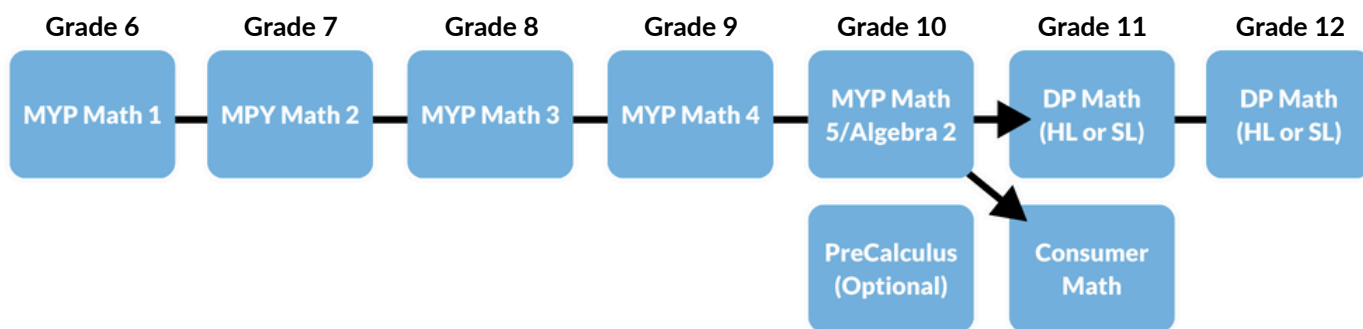 Grade 6 Grade 7 Grade 8 Grade 9 Grade 10 Grade 11 Grade 12
MYP Math 1
MPY Math 2
MYP Math 3
MYP Math 4
MYP Math
5/Algebra 2
DP Math
(HL or SL)
DP Math
(HL or SL)
PreCalculus
(Optional)
Consumer
Math